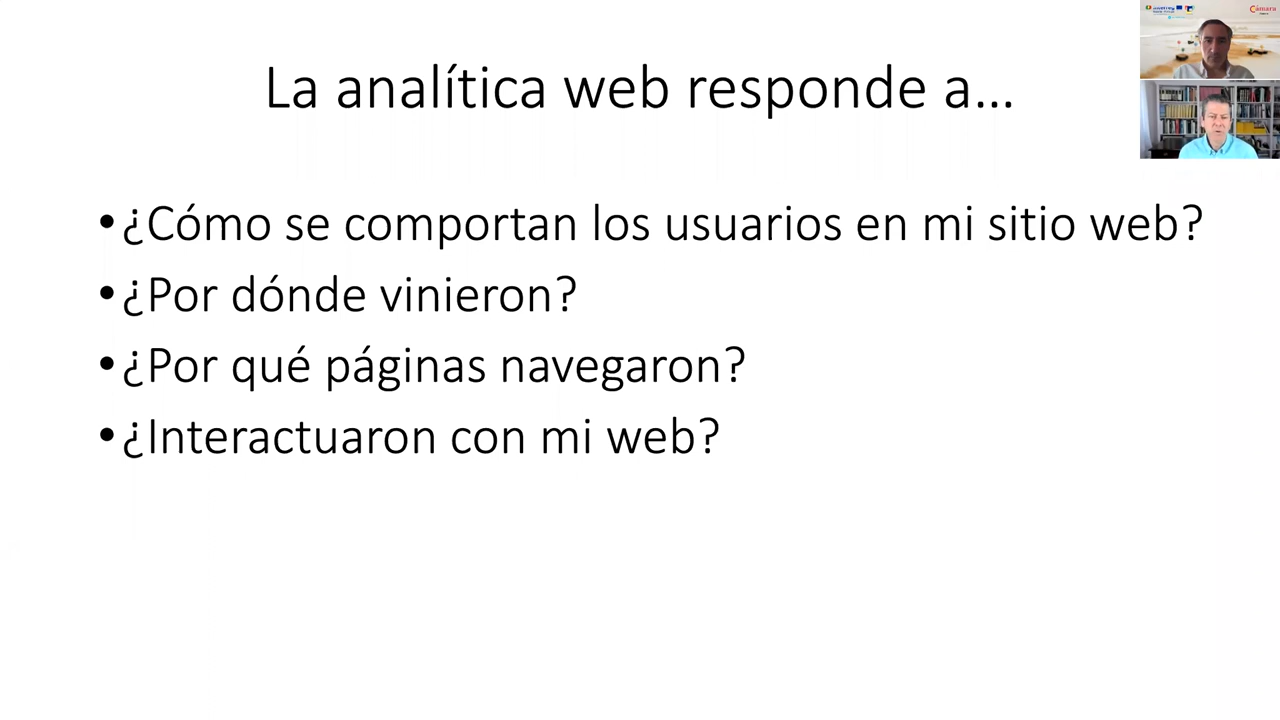 La analítica web responde a...
•¿Cómo se comportan los usuarios en mi sitio web?
•¿Por dónde vinieron?
•¿Por qué páginas navegaron?
•¿Interactuaron con mi web?
Cámara